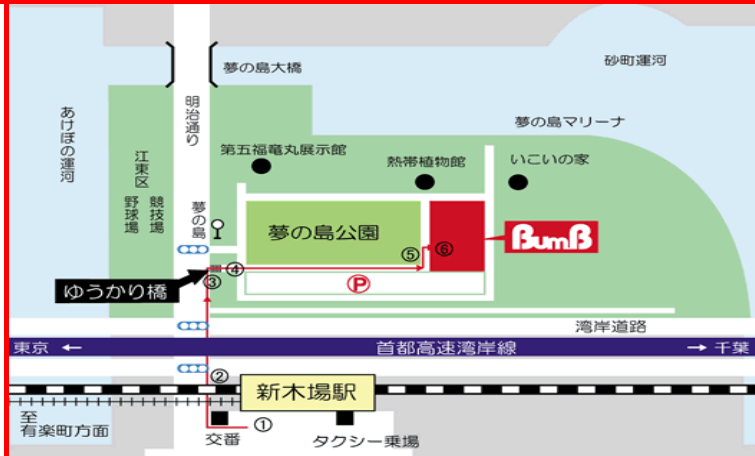 砂町運河
夢の島大橋
明治通り
あけぼの運河
夢の島マリーナ
江東区
野球場
競技場
第五福竜丸展示館
熱帯植物館
いこいの家
夢の島
夢の島公園
BumB
⑤
⑥
④
③
ゆうかり橋
P
湾岸道路
東京 ←
首都高速湾岸線
→ 千葉
②
新木場駅
至
有楽町方面
交番
①
タクシー乗場